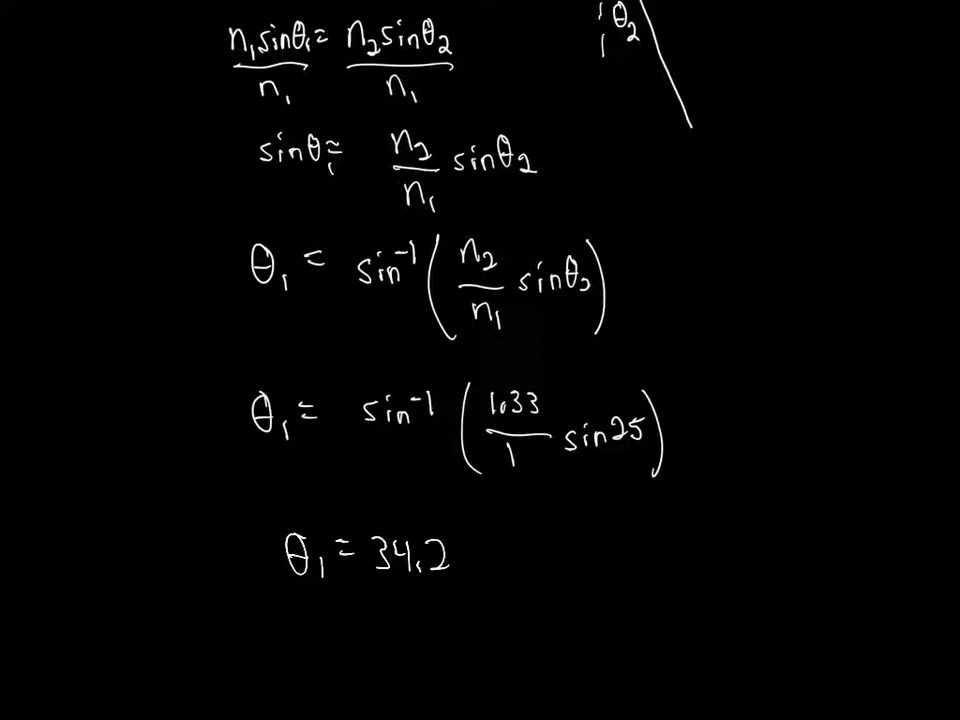 n₁sinθ₁ = n₂sinθ₂ θ₂
n₁ n₁
sinθ₁ = n₂/n₁ sinθ₂
θ₁ = sin⁻¹(n₂/n₁ sinθ₂)
θ₁ = sin⁻¹(1.33/1 sin25)
θ₁ = 34.2